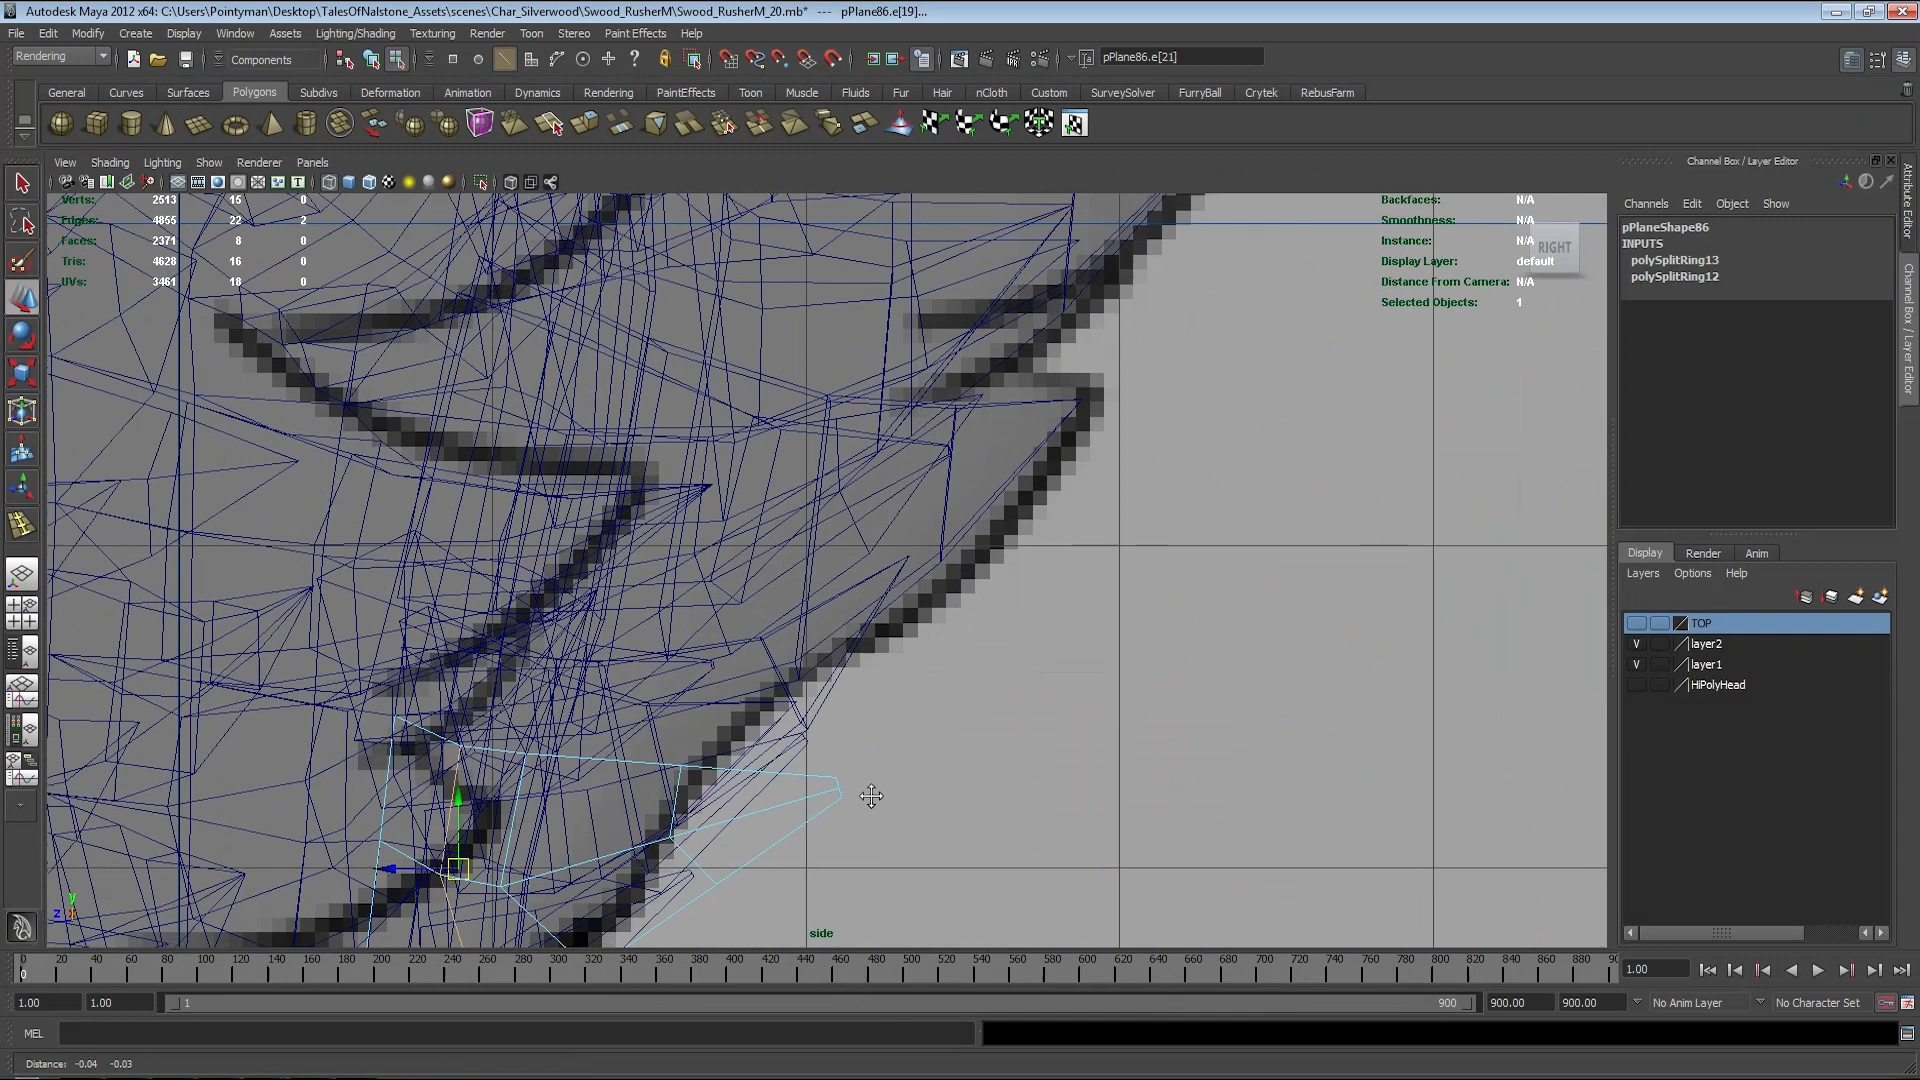 Autodesk Maya 2012 x64: C:\Users\Pointyman\Desktop\TalesOfNalstone_Assets\scenes\Char_Silverwood\Swood_RusherM\Swood_RusherM_20.mb* --- pPlane86.e[19]...
File Edit Modify Create Display Window Assets Lighting/Shading Texturing Render Toon Stereo Paint Effects Help
Rendering Components pPlane86.e[21]
General Curves Surfaces Polygons Subdivs Deformation Animation Dynamics Rendering PaintEffects Toon Muscle Fluids Fur Hair nCloth Custom SurveySolver FurryBall Crytek RebusFarm
View Shading Lighting Show Renderer Panels
Verts: 2513 15 0
Edges: 4855 22 2
Faces: 2371 8 0
Tris: 4628 16 0
UVs: 3461 18 0
Backfaces: N/A
Smoothness: N/A
Instance: N/A
Display Layer: default
Distance From Camera: N/A
Selected Objects: 1
RIGHT
y
z x
side
Channel Box / Layer Editor
Channels Edit Object Show
pPlaneShape86
INPUTS
polySplitRing13
polySplitRing12
Attribute Editor
Channel Box / Layer Editor
Display Render Anim
Layers Options Help
TOP
V layer2
V layer1
HiPolyHead
0 20 40 60 80 100 120 140 160 180 200 220 240 260 280 300 320 340 360 380 400 420 440 460 480 500 520 540 560 580 600 620 640 660 680 700 720 740 760 780 800 820 840 860 880 90
0
1.00
1.00 1.00 1 900 900.00 900.00 No Anim Layer No Character Set
MEL
Distance: -0.04 -0.03